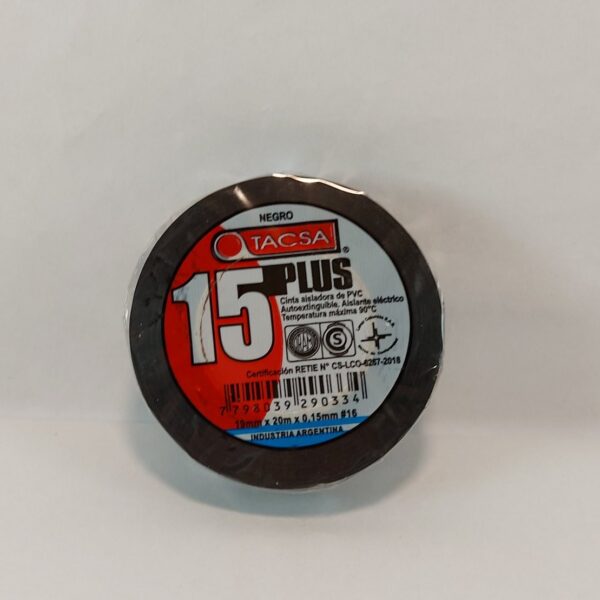 NEGRO
TACSA ®
15 PLUS
Cinta aisladora de PVC
Autoextinguible. Aislante eléctrico
Temperatura máxima 90°C
S
Certificación RETIE N° CS-LCO-6267-2018
7 798039 290334
19mm x 20m x 0,15mm #16
INDUSTRIA ARGENTINA